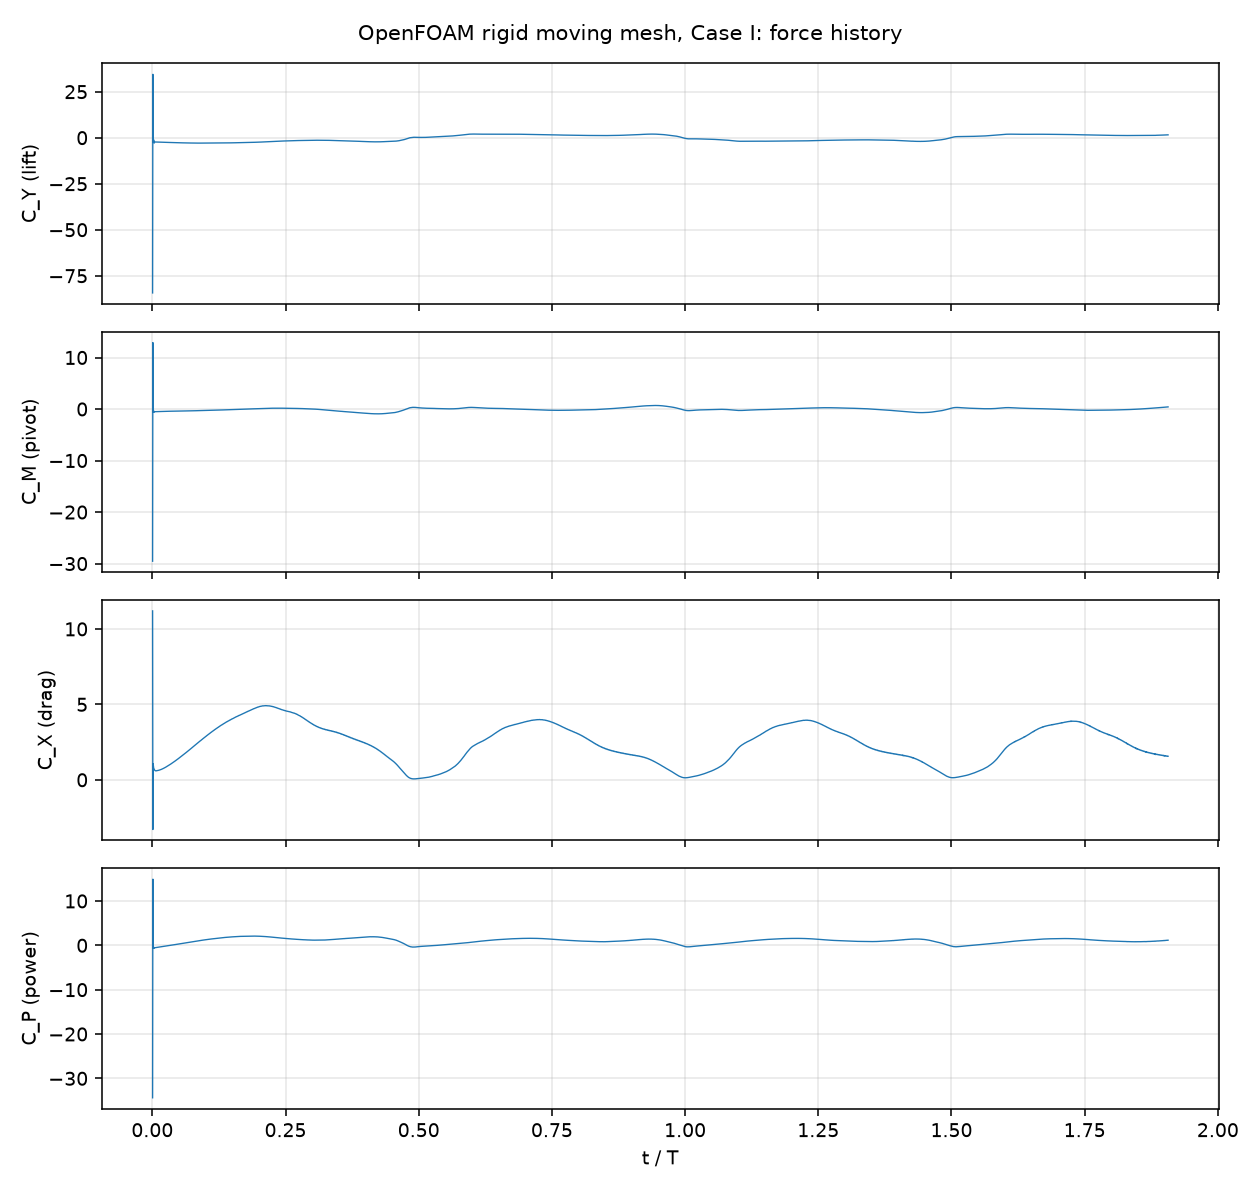 OpenFOAM rigid moving mesh, Case I: force history
C_Y (lift)
25
0
−25
−50
−75
C_M (pivot)
10
0
−10
−20
−30
C_X (drag)
10
5
0
C_P (power)
10
0
−10
−20
−30
0.00 0.25 0.50 0.75 1.00 1.25 1.50 1.75 2.00
t / T